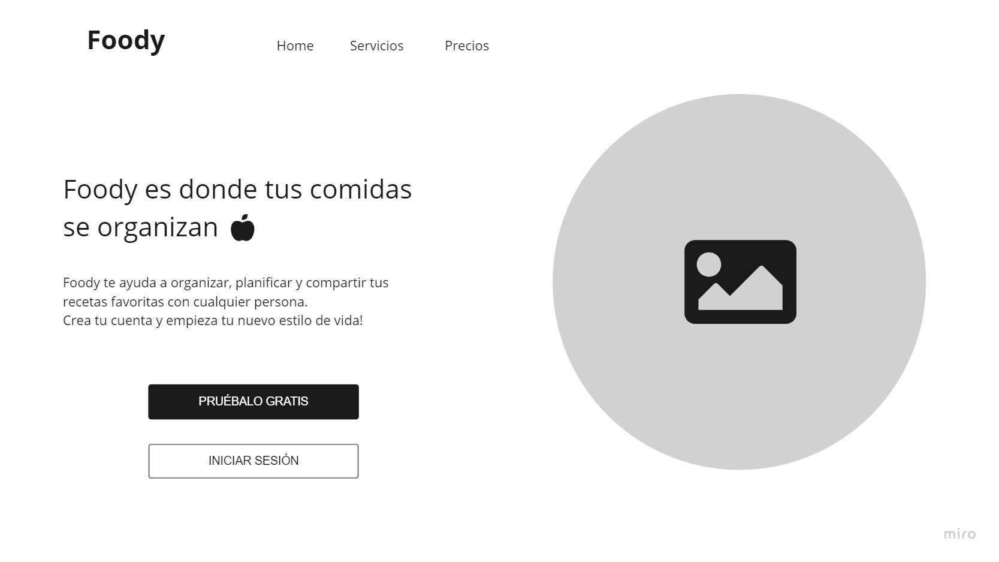 Foody
Home Servicios Precios
Foody es donde tus comidas
se organizan
Foody te ayuda a organizar, planificar y compartir tus
recetas favoritas con cualquier persona.
Crea tu cuenta y empieza tu nuevo estilo de vida!
PRUÉBALO GRATIS
INICIAR SESIÓN
miro